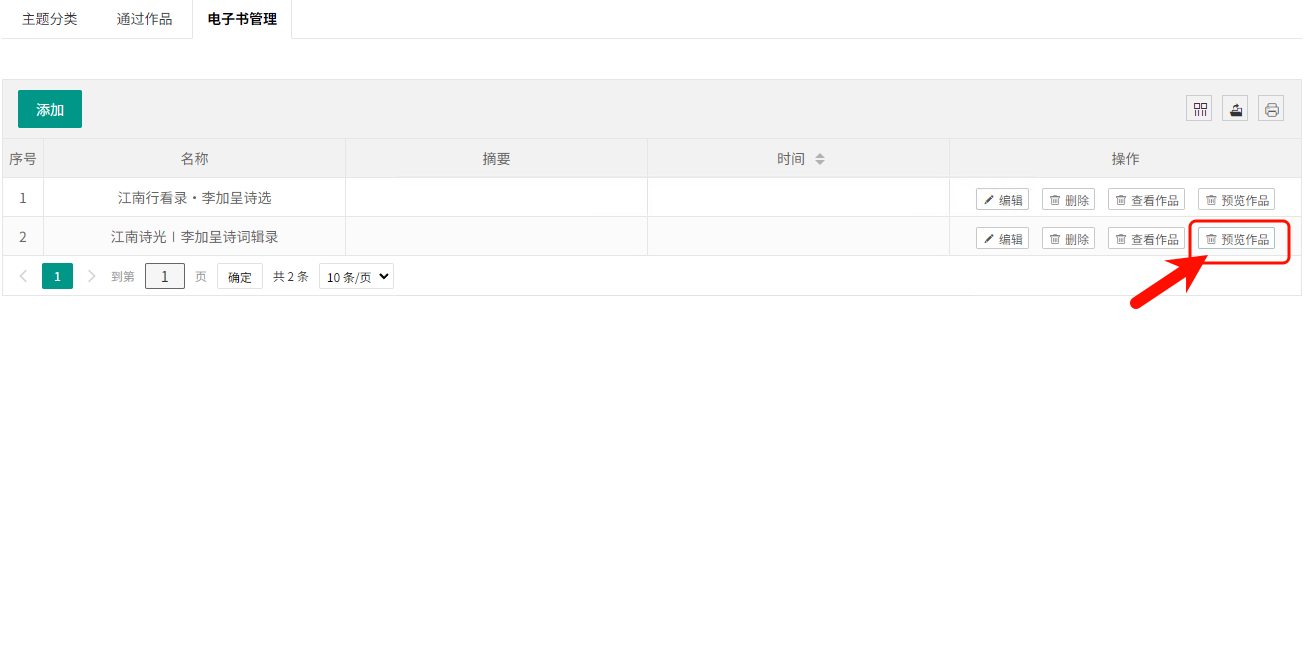 主题分类 通过作品 电子书管理
添加
序号 名称 摘要 时间 操作
1 江南行看录·李加呈诗选 编辑 删除 查看作品 预览作品
2 江南诗光丨李加呈诗词辑录 编辑 删除 查看作品 预览作品
1 到第 1 页 确定 共 2 条 10 条/页